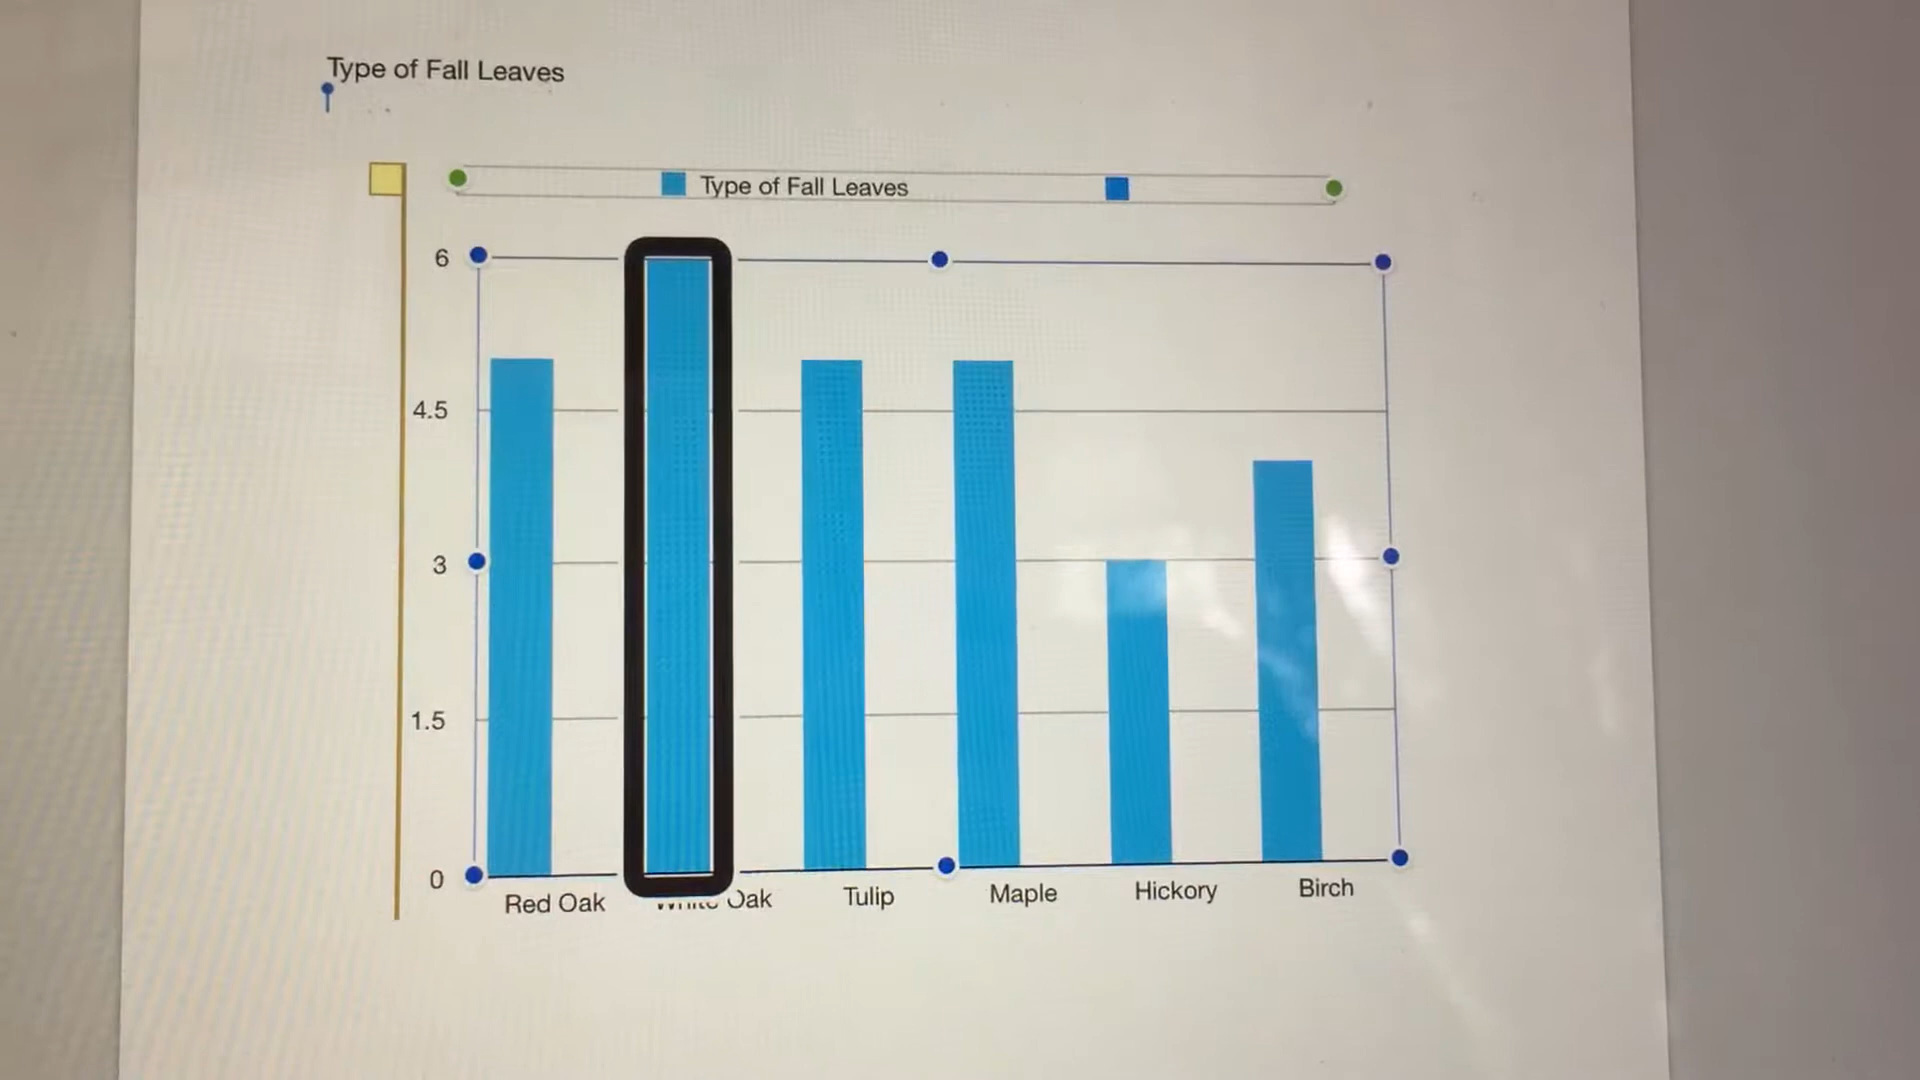 Type of Fall Leaves
Type of Fall Leaves
6
4.5
3
1.5
0
Red Oak
Oak
Tulip
Maple
Hickory
Birch